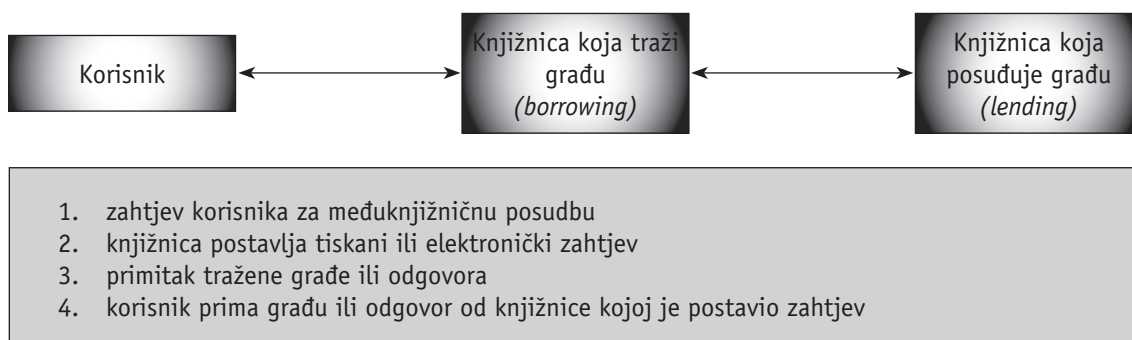 Korisnik
Knjižnica koja traži
građu
(borrowing)
Knjižnica koja
posuđuje građu
(lending)
1. zahtjev korisnika za međuknjižničnu posudbu
2. knjižnica postavlja tiskani ili elektronički zahtjev
3. primitak tražene građe ili odgovora
4. korisnik prima građu ili odgovor od knjižnice kojoj je postavio zahtjev